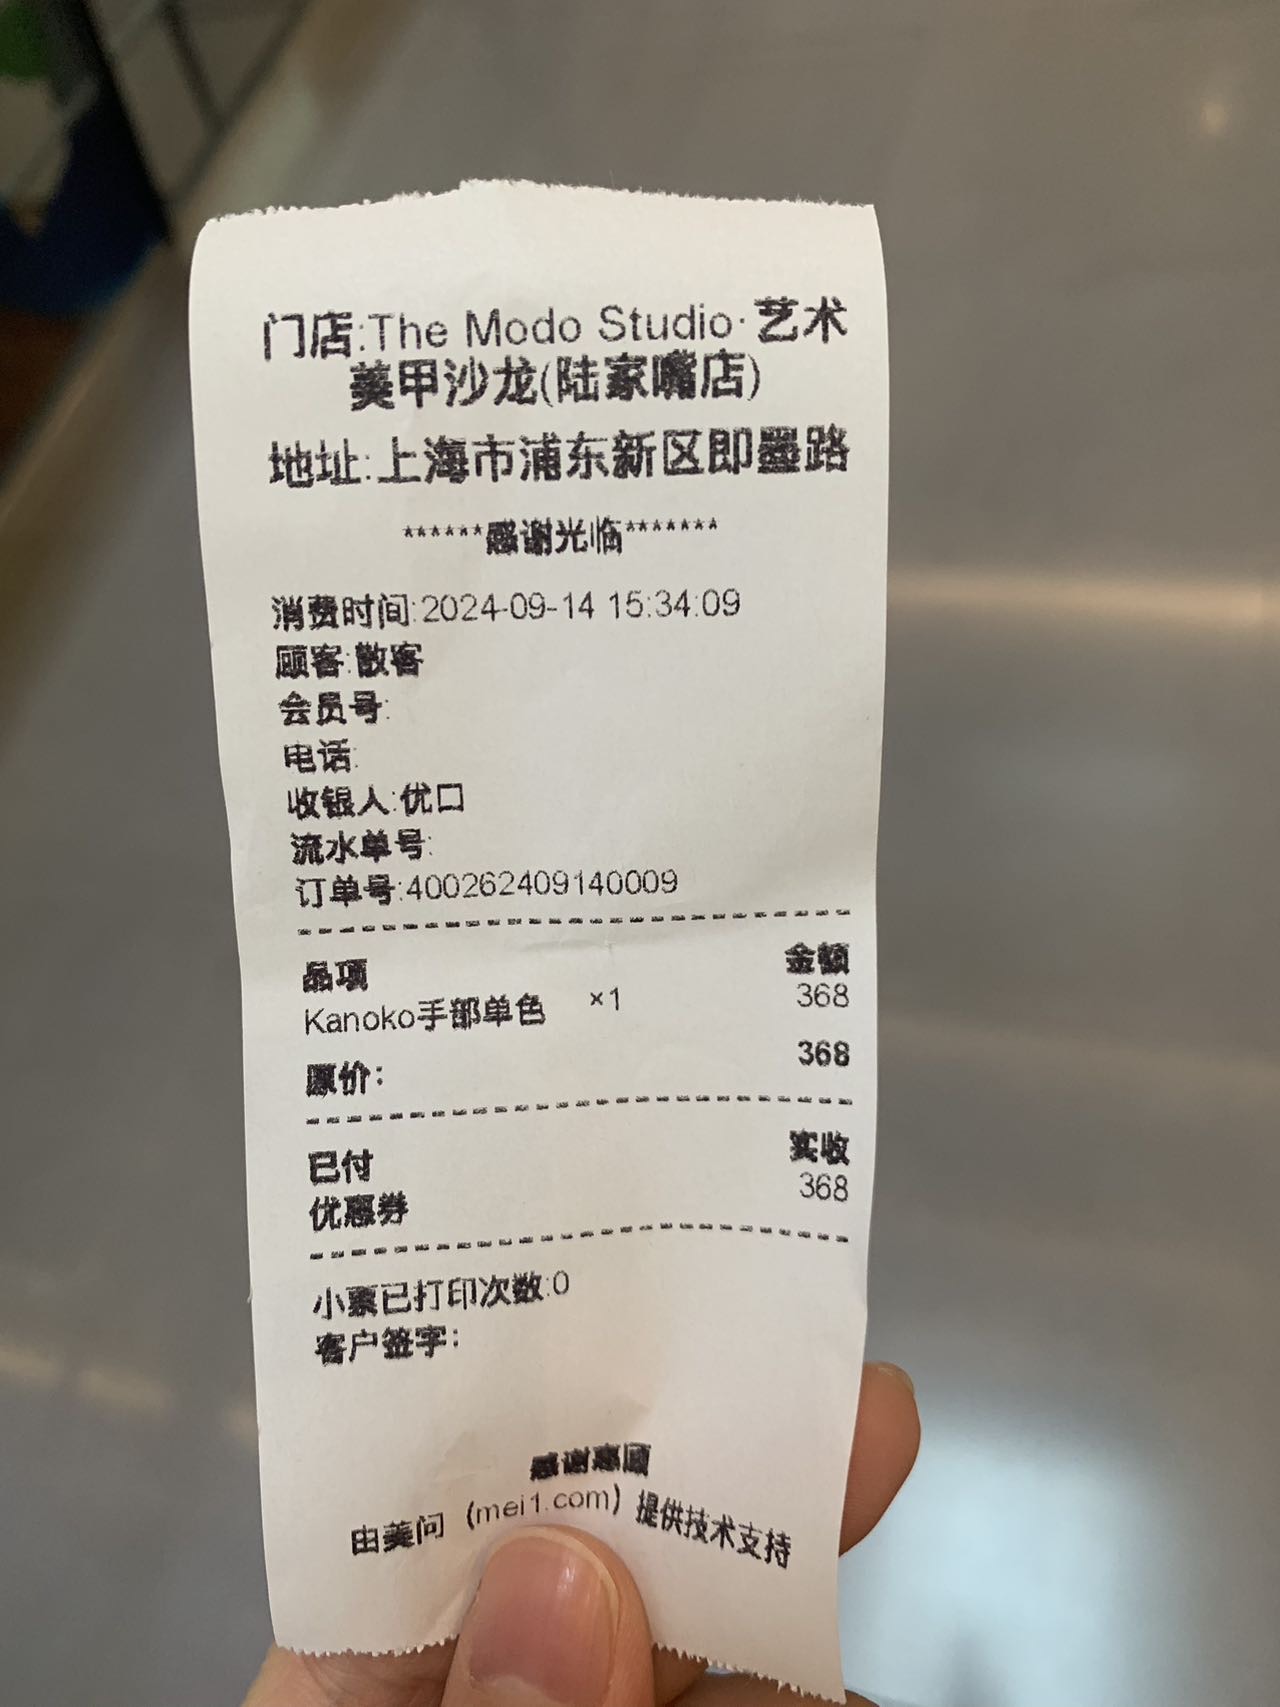 门店:The Modo Studio·艺术
美甲沙龙(陆家嘴店)
地址:上海市浦东新区即墨路
******感谢光临*******
消费时间:2024-09-14 15:34:09
顾客:散客
会员号:
电话:
收银人:优口
流水单号:
订单号:400262409140009
品项 金额
Kanoko手部单色 ×1 368
原价: 368
已付 实收
优惠券 368
小票已打印次数:0
客户签字:
感谢惠顾
由美问（mei1.com）提供技术支持